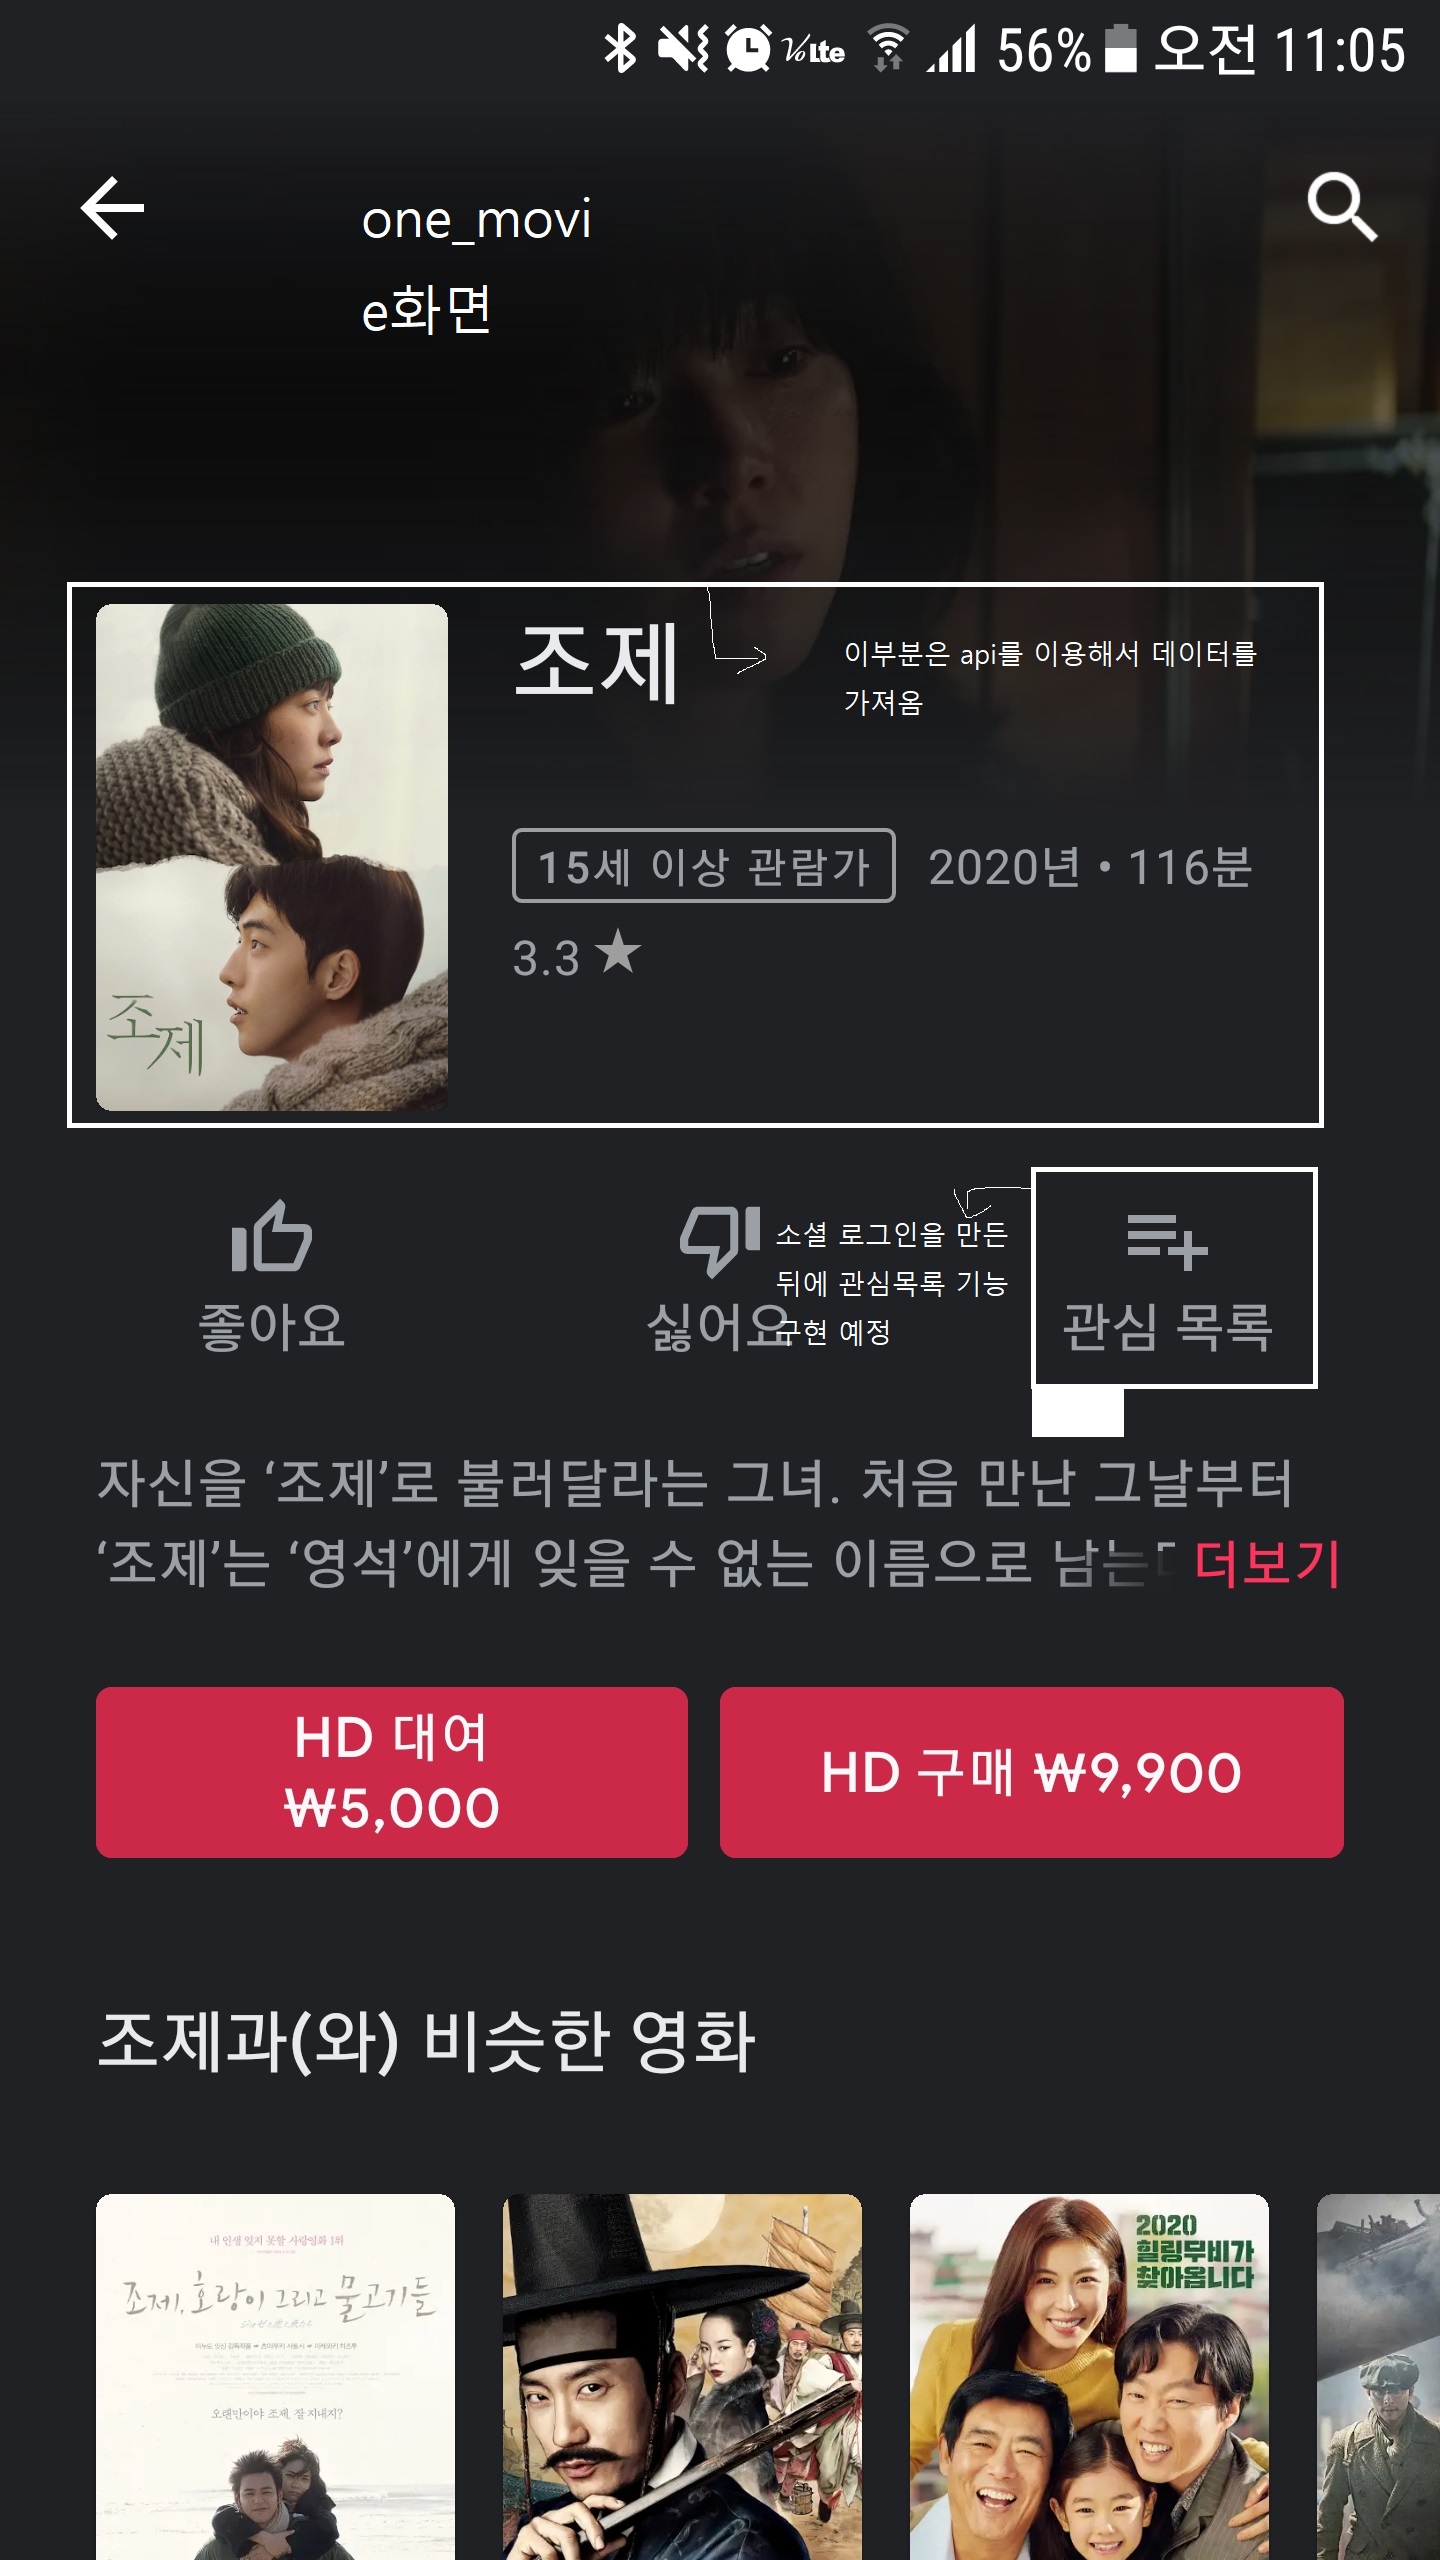 VoLte 56% 오전 11:05
one_movi
e화면
조제
이부분은 api를 이용해서 데이터를
가져옴
15세 이상 관람가 2020년 • 116분
3.3 ★
조제
소셜 로그인을 만든
뒤에 관심목록 기능
구현 예정
좋아요
싫어요
관심 목록
자신을 ‘조제’로 불러달라는 그녀. 처음 만난 그날부터
‘조제’는 ‘영석’에게 잊을 수 없는 이름으로 남는 더보기
HD 대여
₩5,000
HD 구매 ₩9,900
조제과(와) 비슷한 영화
내 인생 잊지 못할 사랑영화 1위
조제, 호랑이 그리고 물고기들
오랜만이야 조제, 잘 지내지?
2020
힐링무비가
찾아옵니다